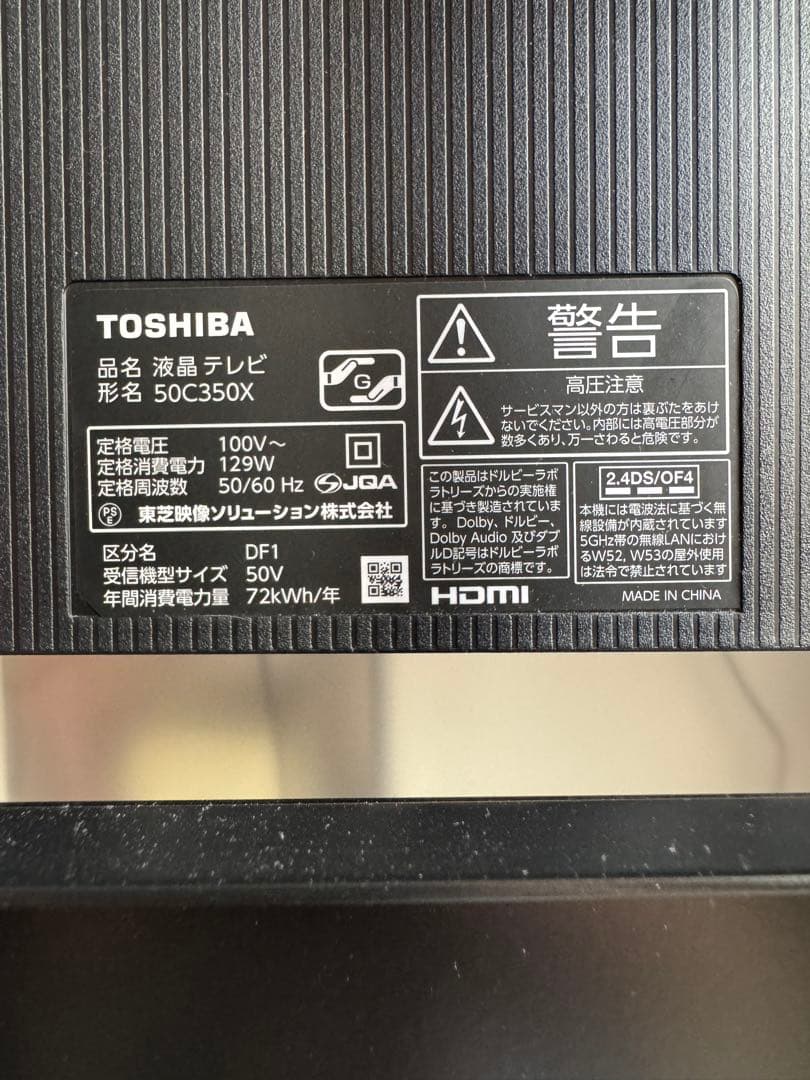 TOSHIBA
品名 液晶テレビ
形名 50C350X
G
定格電圧 100V～
定格消費電力 129W
定格周波数 50/60 Hz
JQA
PS
E
東芝映像ソリューション株式会社
区分名 DF1
受信機型サイズ 50V
年間消費電力量 72kWh/年
警告
高圧注意
サービスマン以外の方は裏ぶたをあけ
ないでください。内部には高電圧部分が
数多くあり、万一さわると危険です。
この製品はドルビーラボ
ラトリーズからの実施権
に基づき製造されていま
す。Dolby、ドルビー、
Dolby Audio 及びダブ
ルD記号はドルビーラボ
ラトリーズの商標です。
HDMI
2.4DS/OF4
本機には電波法に基づく無
線設備が内蔵されています
5GHz帯の無線LANにおけ
るW52, W53の屋外使用
は法令で禁止されています
MADE IN CHINA